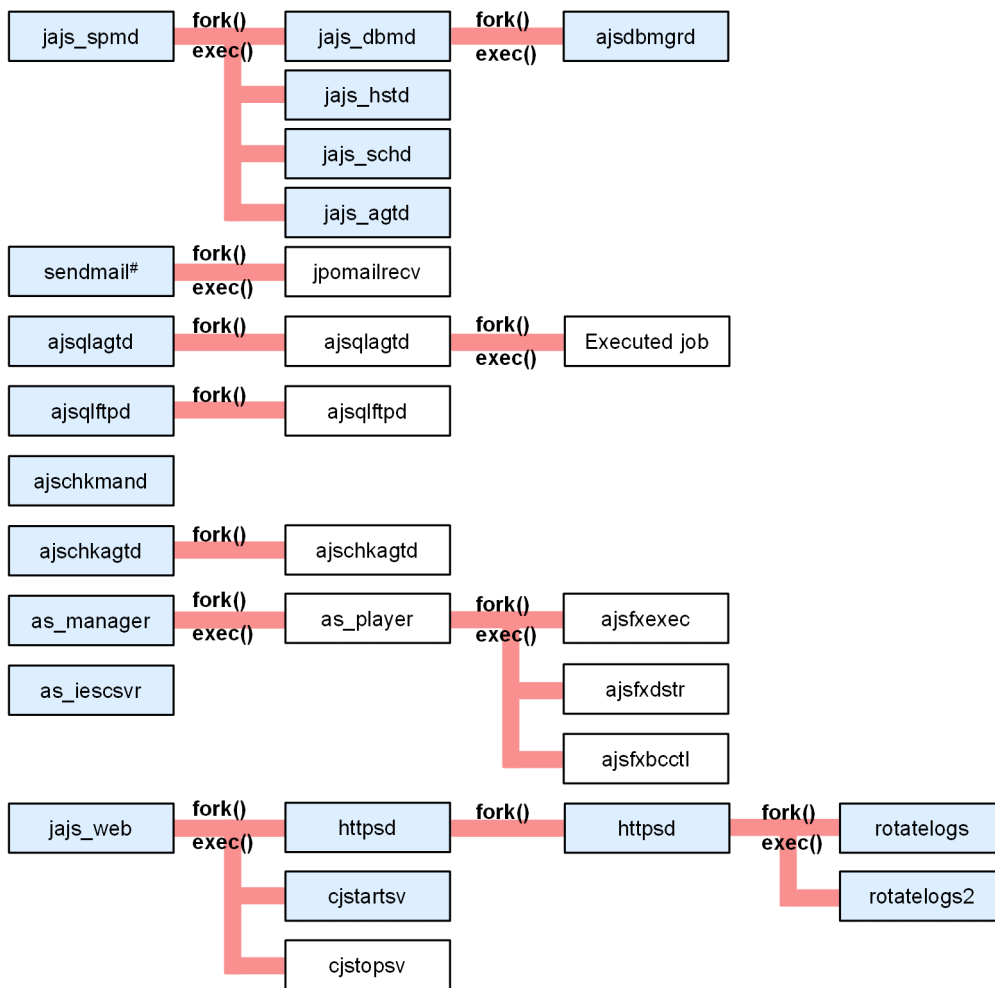 jajs_spmd fork() exec() jajs_dbmd fork() exec() ajsdbmgrd
jajs_hstd
jajs_schd
jajs_agtd
sendmail# fork() exec() jpomailrecv
ajsqlagtd fork() ajsqlagtd fork() exec() Executed job
ajsqlftpd fork() ajsqlftpd
ajschkmand
ajschkagtd fork() ajschkagtd
as_manager fork() exec() as_player fork() exec() ajsfxexec
as_iescsvr ajsfxdstr
ajsfxbcctl
jajs_web fork() exec() httpsd fork() httpsd fork() exec() rotatelogs
cjstartsv rotatelogs2
cjstopsv